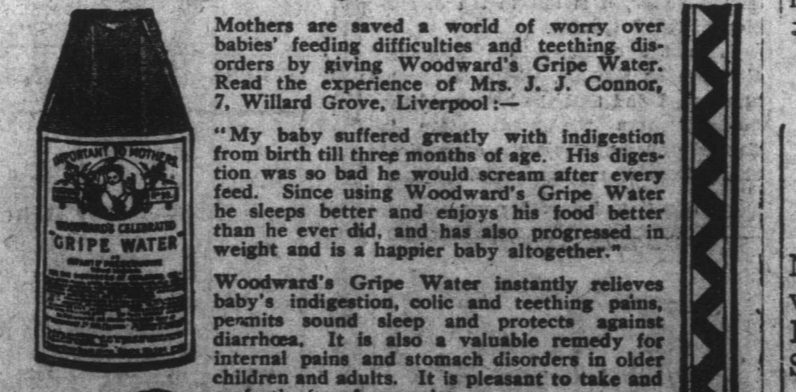 IMPORTANT TO MOTHERS
WOODWARD'S CELEBRATED
"GRIPE WATER"
Mothers are saved a world of worry over
babies' feeding difficulties and teething dis-
orders by giving Woodward's Gripe Water.
Read the experience of Mrs. J. J. Connor,
7, Willard Grove, Liverpool:—
"My baby suffered greatly with indigestion
from birth till three months of age. His diges-
tion was so bad he would scream after every
feed. Since using Woodward's Gripe Water
he sleeps better and enjoys his food better
than he ever did, and has also progressed in
weight and is a happier baby altogether."
Woodward's Gripe Water instantly relieves
baby's indigestion, colic and teething pains,
permits sound sleep and protects against
diarrhœa. It is also a valuable remedy for
internal pains and stomach disorders in older
children and adults. It is pleasant to take and